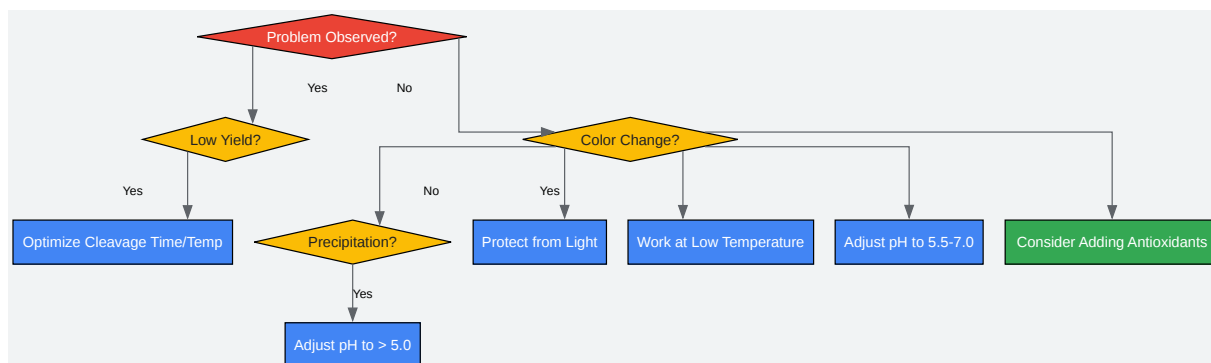 Problem Observed?
Yes
No
Low Yield?
Color Change?
Yes
No
Yes
Optimize Cleavage Time/Temp
Precipitation?
Protect from Light
Work at Low Temperature
Adjust pH to 5.5-7.0
Consider Adding Antioxidants
Yes
Adjust pH to > 5.0